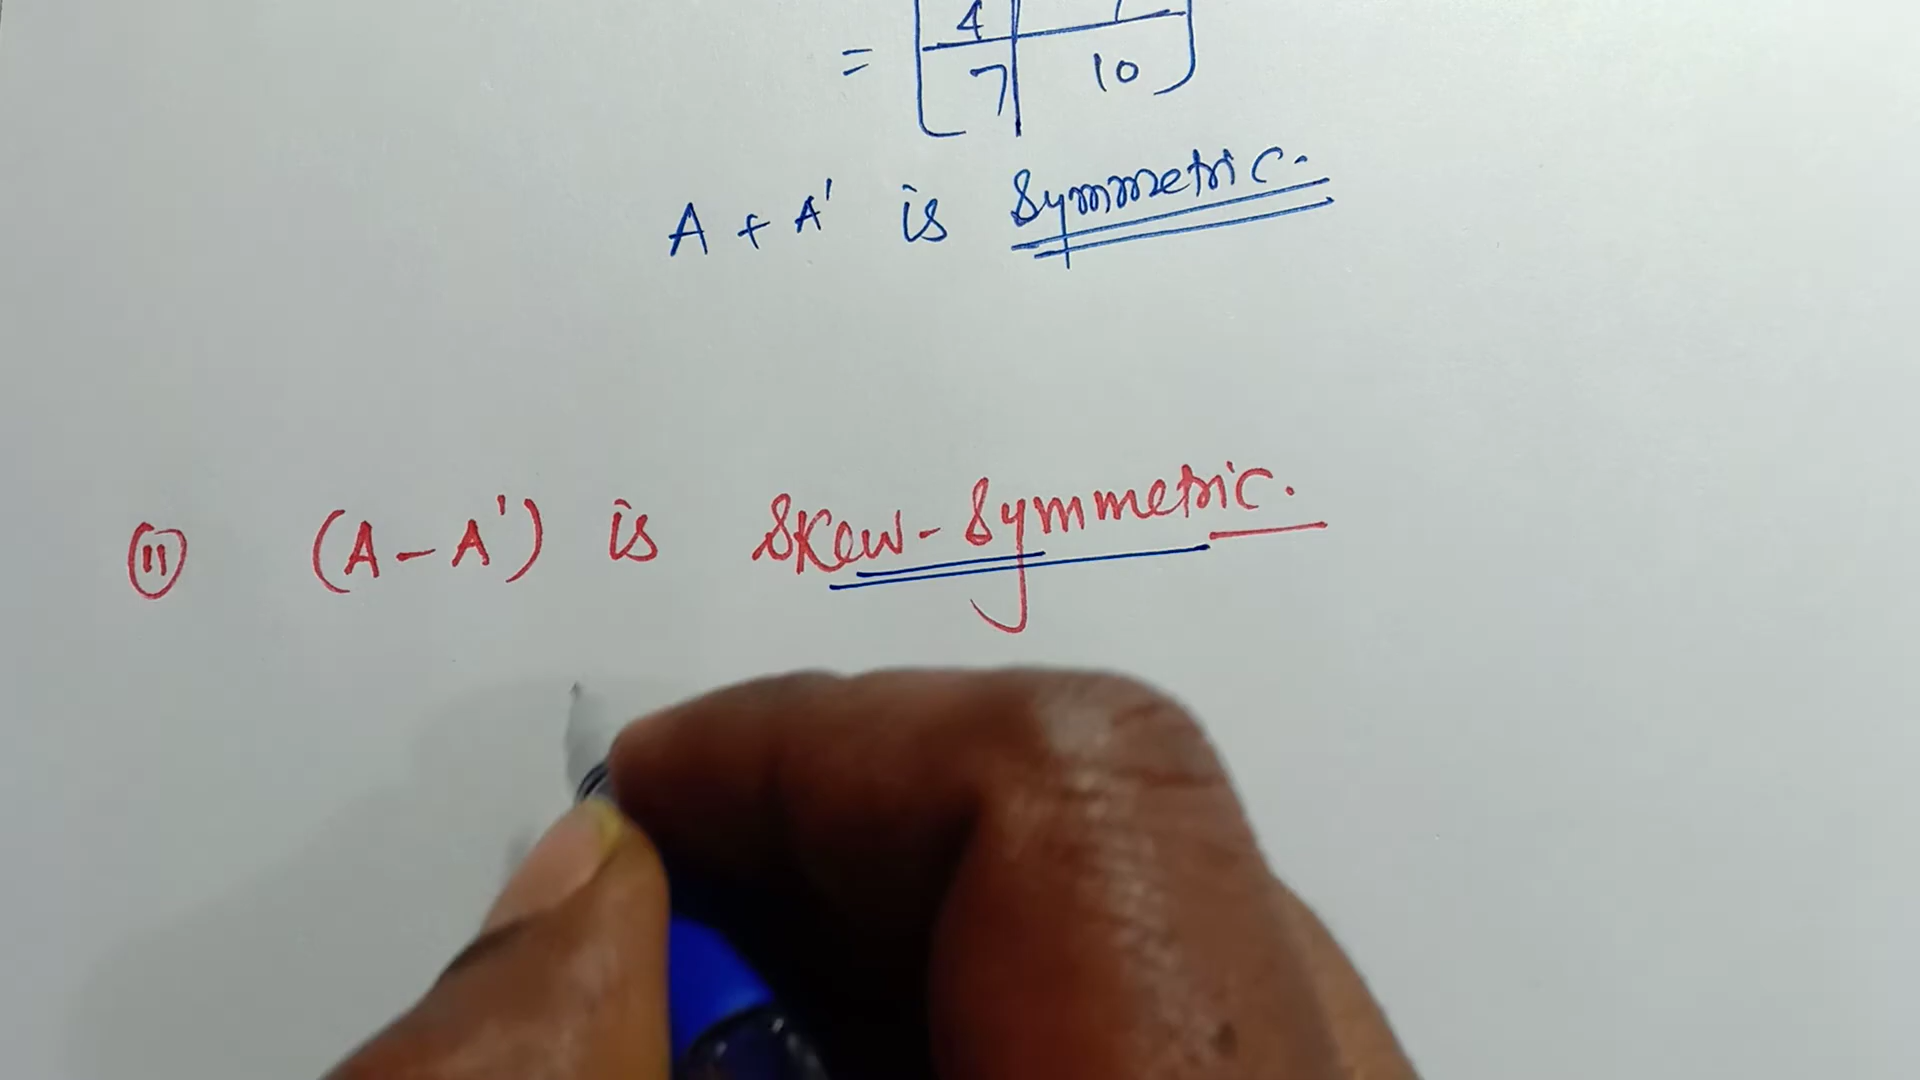 4
= 7 10
A + A' is Symmetric.
(ii) (A - A') is Skew-Symmetric.